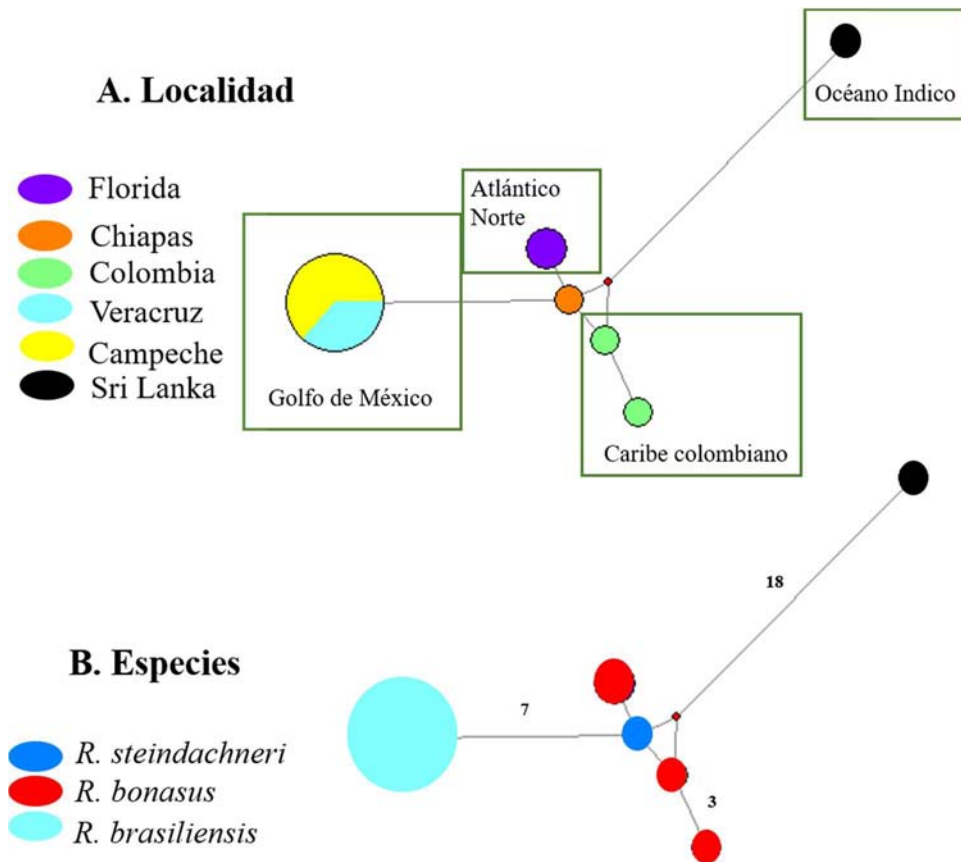 A. Localidad
Florida
Chiapas
Colombia
Veracruz
Campeche
Sri Lanka
Océano Indico
Atlántico
Norte
Golfo de México
Caribe colombiano
B. Especies
R. steindachneri
R. bonasus
R. brasiliensis
18
7
3